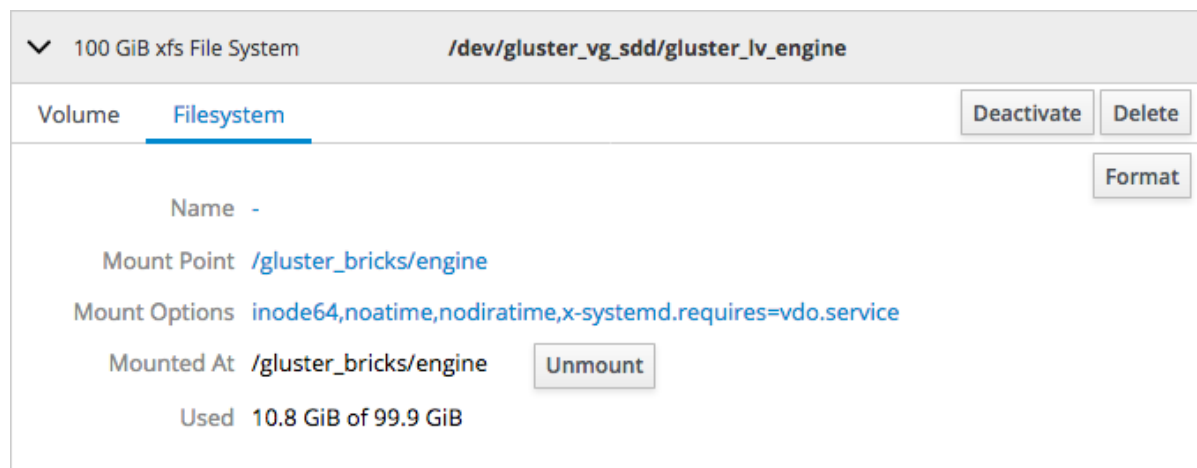 100 GiB xfs File System /dev/gluster_vg_sdd/gluster_lv_engine
Volume Filesystem Deactivate Delete
Format
Name -
Mount Point /gluster_bricks/engine
Mount Options inode64,noatime,nodiratime,x-systemd.requires=vdo.service
Mounted At /gluster_bricks/engine Unmount
Used 10.8 GiB of 99.9 GiB